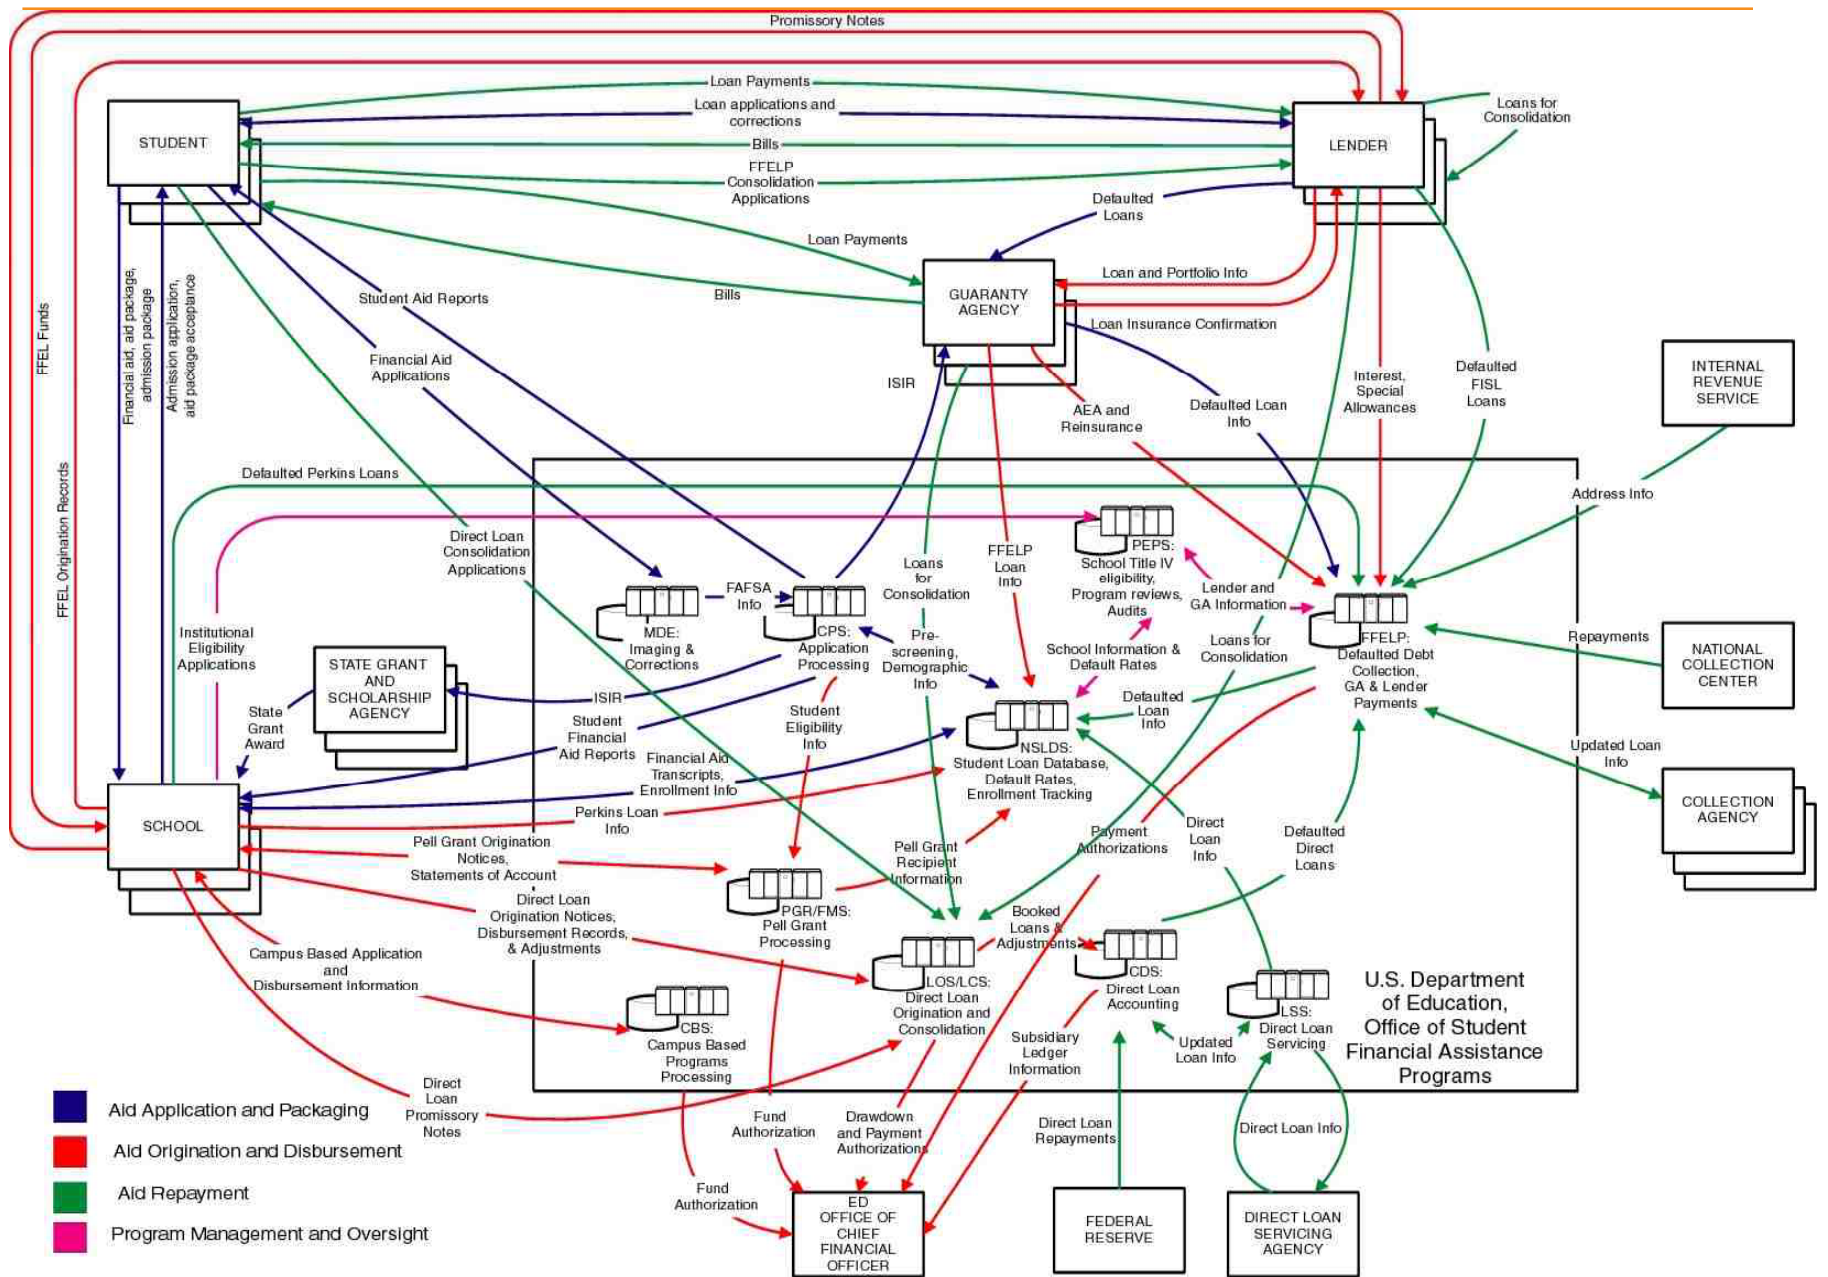 Promissory Notes
Loan Payments
Loan applications and
corrections
Bills
FFELP
Consolidation
Applications
Loans for
Consolidation
STUDENT
LENDER
Defaulted
Loans
Loan Payments
Bills
Loan and Portfolio Info
GUARANTY
AGENCY
Loan Insurance Confirmation
Student Aid Reports
Financial Aid
Applications
FFEL Funds
Financial aid, aid package,
admission package
Admission application,
aid package acceptance
FFEL Origination Records
ISIR
AEA and
Reinsurance
Defaulted Loan
Info
Interest,
Special
Allowances
Defaulted
FISL
Loans
INTERNAL
REVENUE
SERVICE
Address Info
Defaulted Perkins Loans
Direct Loan
Consolidation
Applications
Loans
for
Consolidation
FFELP
Loan
Info
PEPS:
School Title IV
eligibility,
Program reviews,
Audits
Lender and
GA Information
FAFSA
Info
MDE:
Imaging &
Corrections
CPS:
Application
Processing
Pre-
screening,
Demographic
Info
School Information &
Default Rates
Loans for
Consolidation
FFELP:
Defaulted Debt
Collection,
GA & Lender
Payments
Repayments
NATIONAL
COLLECTION
CENTER
Institutional
Eligibility
Applications
STATE GRANT
AND
SCHOLARSHIP
AGENCY
State
Grant
Award
ISIR
Student
Financial
Aid Reports
Student
Eligibility
Info
Defaulted
Loan
Info
Financial Aid
Transcripts,
Enrollment Info
NSLDS:
Student Loan Database,
Default Rates,
Enrollment Tracking
Updated Loan
Info
COLLECTION
AGENCY
SCHOOL
Perkins Loan
Info
Pell Grant Origination
Notices,
Statements of Account
Pell Grant
Recipient
Information
Payment
Authorizations
Direct
Loan
Info
Defaulted
Direct
Loans
Direct Loan
Origination Notices,
Disbursement Records,
& Adjustments
PGR/FMS:
Pell Grant
Processing
Booked
Loans &
Adjustments
Campus Based Application
and
Disbursement Information
LOS/LCS:
Direct Loan
Origination and
Consolidation
CDS:
Direct Loan
Accounting
LSS:
Direct Loan
Servicing
CBS:
Campus Based
Programs
Processing
Subsidiary
Ledger
Information
Updated
Loan Info
U.S. Department
of Education,
Office of Student
Financial Assistance
Programs
Direct
Loan
Promissory
Notes
Fund
Authorization
Drawdown
and Payment
Authorizations
Direct Loan
Repayments
Direct Loan Info
Fund
Authorization
ED
OFFICE OF
CHIEF
FINANCIAL
OFFICER
FEDERAL
RESERVE
DIRECT LOAN
SERVICING
AGENCY
Aid Application and Packaging
Aid Origination and Disbursement
Aid Repayment
Program Management and Oversight